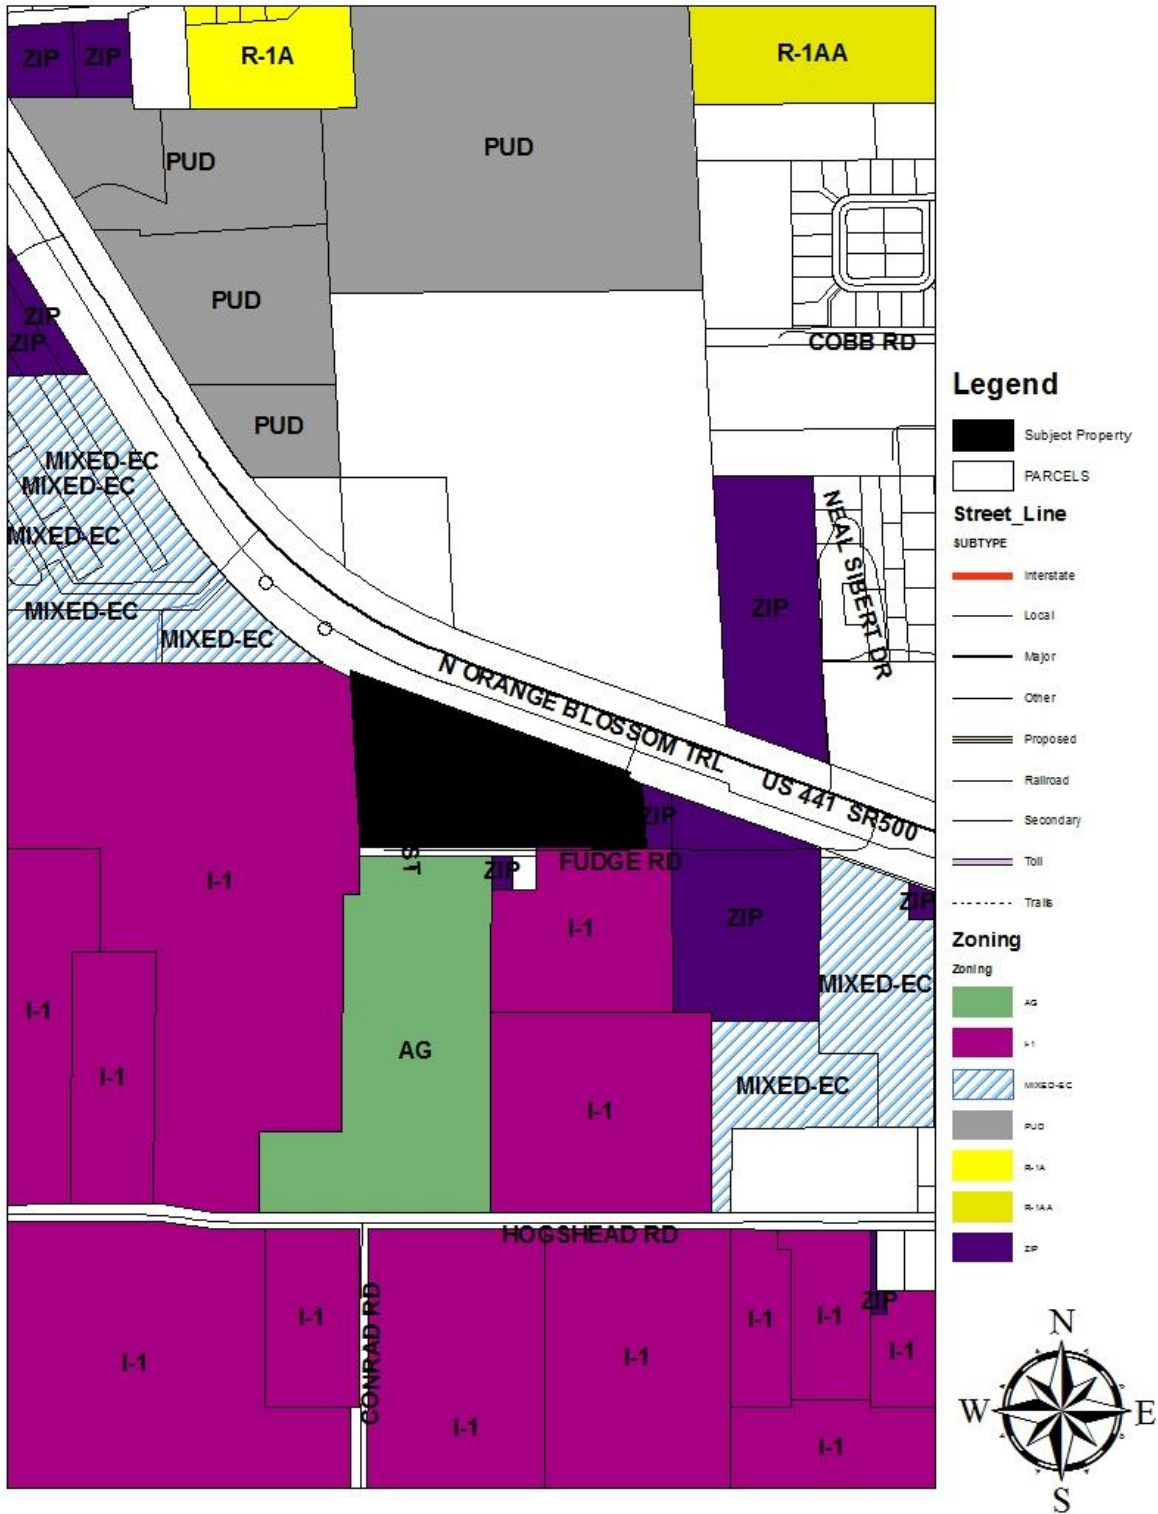 ZIP
ZIP
R-1A
R-1AA
PUD
PUD
PUD
ZIP
ZIP
COBB RD
PUD
MIXED-EC
MIXED-EC
MIXED-EC
MIXED-EC
MIXED-EC
NEAL SIBERT DR
ZIP
N ORANGE BLOSSOM TRL
US 441 SR500
ZIP
ST
ZIP
FUDGE RD
I-1
I-1
ZIP
ZIP
MIXED-EC
I-1
AG
I-1
I-1
MIXED-EC
HOGSHEAD RD
CONRAD RD
I-1
I-1
I-1
I-1
I-1
I-1
ZIP
I-1
I-1
I-1
Legend
Subject Property
PARCELS
Street_Line
SUBTYPE
Interstate
Local
Major
Other
Proposed
Railroad
Secondary
Toll
Trails
Zoning
Zoning
AG
I-1
MIXED-EC
PUD
R-1A
R-1AA
ZIP
N
W
E
S